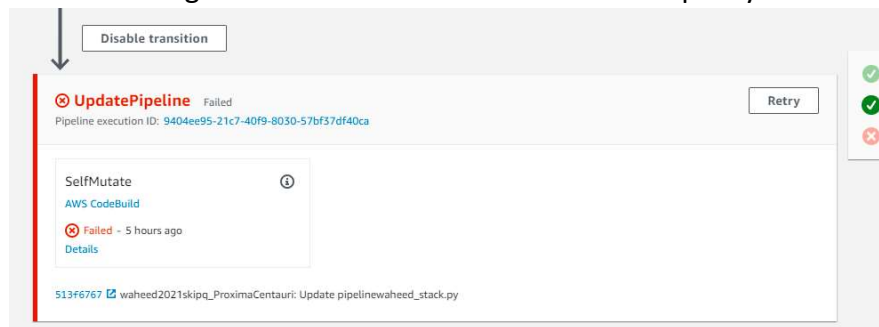 Disable transition
UpdatePipeline Failed
Retry
Pipeline execution ID: 9404ee95-21c7-40f9-8030-57bf37df40ca
SelfMutate
AWS CodeBuild
Failed - 5 hours ago
Details
513f6767 waheed2021skipq_ProximaCentauri: Update pipelinewaheed_stack.py